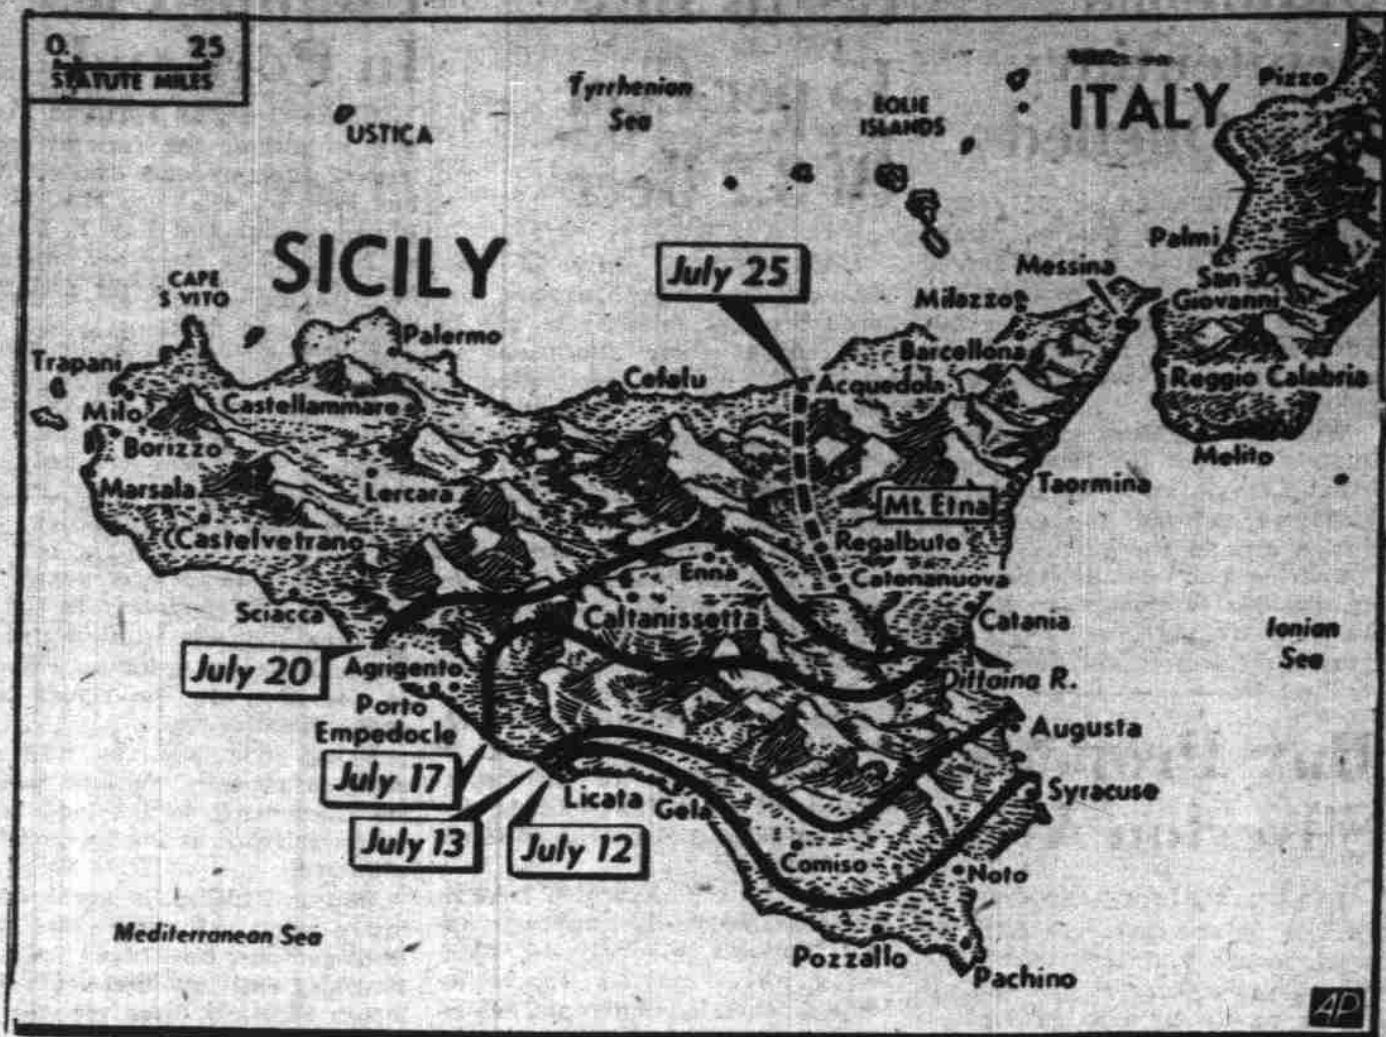 0 25
STATUTE MILES
Tyrrhenian
Sea
USTICA
EOLIE
ISLANDS
ITALY
Pizzo
SICILY
CAPE
S VITO
July 25
Palmi
Messina
San
Giovanni
Milazzo
Palermo
Trapani
Barcellona
Cefalu
Acquedola
Reggio Calabria
Milo
Castellammare
Borizzo
Melito
Marsala
Lercara
Taormina
Mt. Etna
Castelvetrano
Regalbuto
Enna
Catenanuova
Sciacca
Caltanissetta
Catania
Ionian
Sea
July 20
Agrigento
Dittaina R.
Porto
Empedocle
Augusta
July 17
Licata
Gela
Syracuse
July 13
July 12
Comiso
Noto
Mediterranean Sea
Pozzallo
Pachino
AP